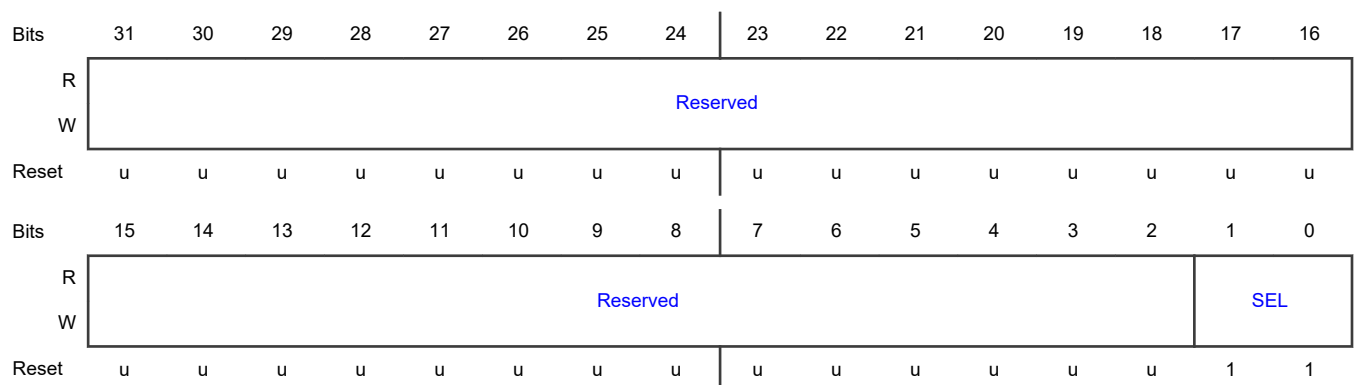 Bits 31 30 29 28 27 26 25 24 23 22 21 20 19 18 17 16
R
Reserved
W
Reset u u u u u u u u u u u u u u u u
Bits 15 14 13 12 11 10 9 8 7 6 5 4 3 2 1 0
R
Reserved SEL
W
Reset u u u u u u u u u u u u u u 1 1